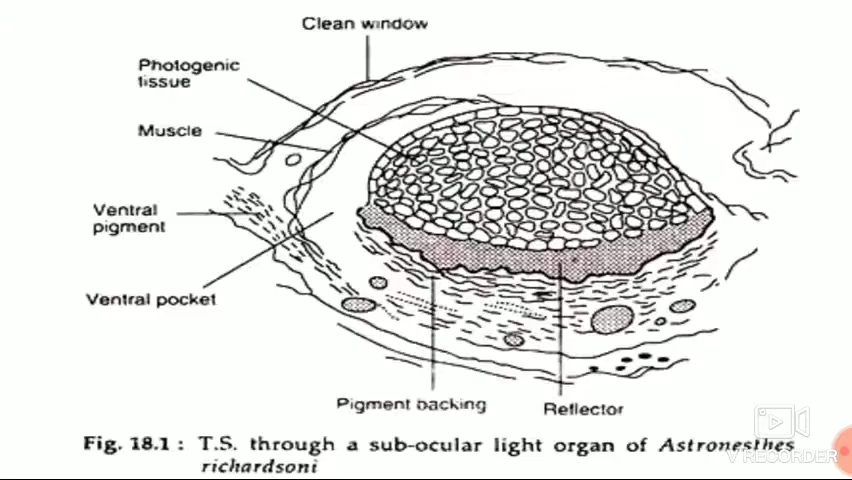 Clean window
Photogenic
tissue
Muscle
Ventral
pigment
Ventral pocket
Pigment backing
Reflector
Fig. 18.1 : T.S. through a sub-ocular light organ of Astronesthes
richardsoni
V RECORDER